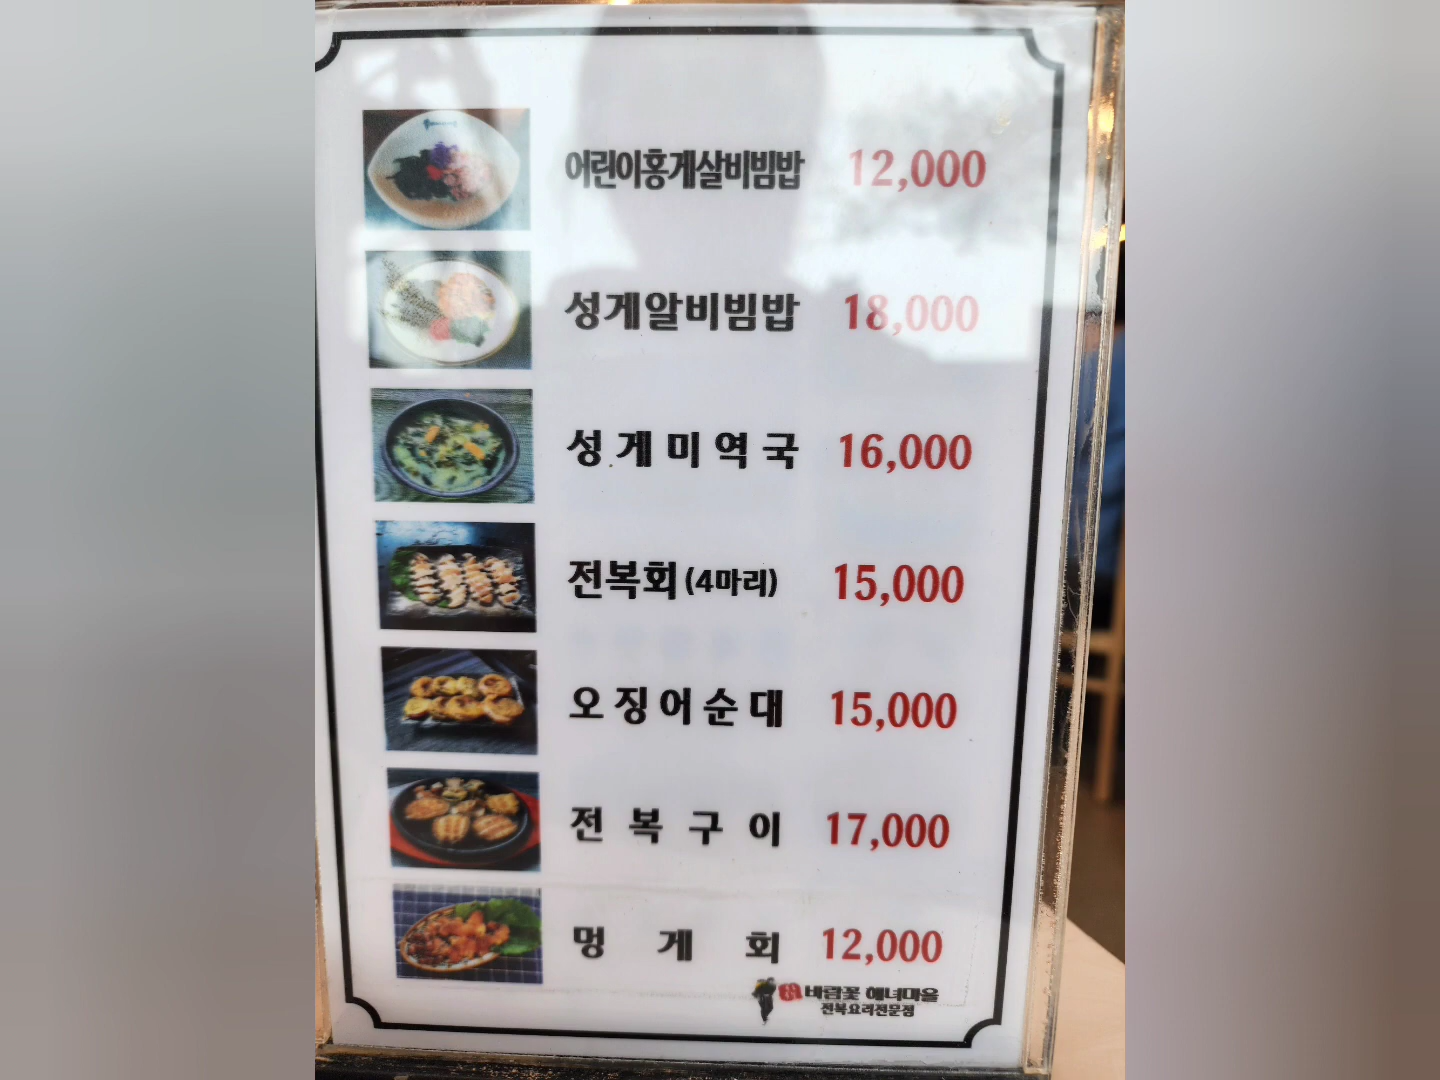 어린이홍게살비빔밥 12,000
성게알비빔밥 18,000
성게미역국 16,000
전복회(4마리) 15,000
오징어순대 15,000
전복구이 17,000
멍게회 12,000
바람꽃 해녀마을
전복요리전문점